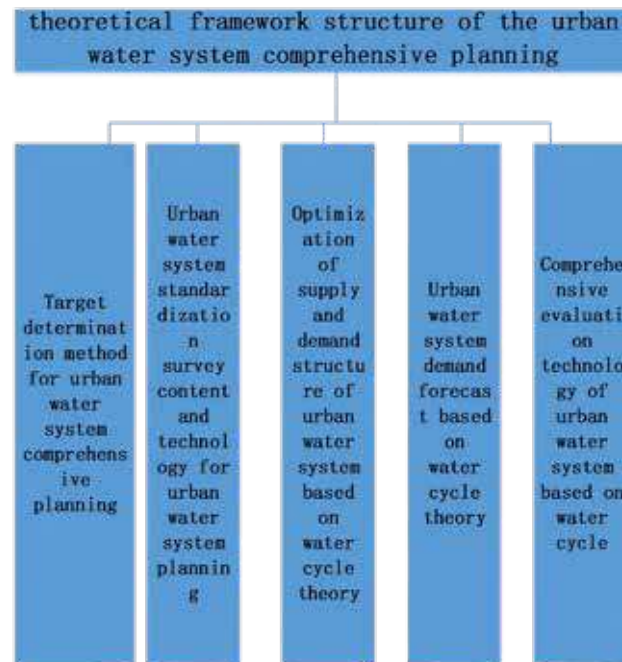 theoretical framework structure of the urban
water system comprehensive planning
Target
determinat
ion method
for urban
water
system
comprehens
ive
planning
Urban
water
system
standar
dizatio
n
survey
content
and
technol
ogy for
urban
water
system
plannin
g
Optimiz
ation
of
supply
and
demand
structu
re of
urban
water
system
based
on
water
cycle
theory
Urban
water
system
demand
forecas
t based
on
water
cycle
theory
Comprehe
nsive
evaluati
on
technolo
gy of
urban
water
system
based on
water
cycle